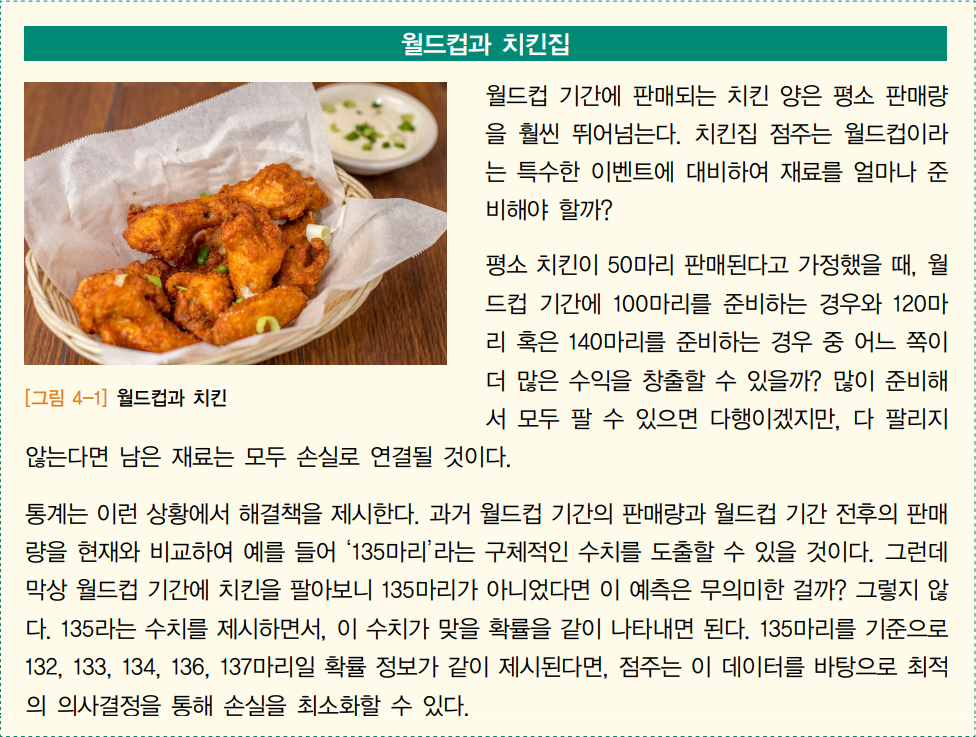 월드컵과 치킨집
월드컵 기간에 판매되는 치킨 양은 평소 판매량
을 훨씬 뛰어넘는다. 치킨집 점주는 월드컵이라
는 특수한 이벤트에 대비하여 재료를 얼마나 준
비해야 할까?
평소 치킨이 50마리 판매된다고 가정했을 때, 월
드컵 기간에 100마리를 준비하는 경우와 120마
리 혹은 140마리를 준비하는 경우 중 어느 쪽이
더 많은 수익을 창출할 수 있을까? 많이 준비해
[그림 4-1] 월드컵과 치킨
서 모두 팔 수 있으면 다행이겠지만, 다 팔리지
않는다면 남은 재료는 모두 손실로 연결될 것이다.
통계는 이런 상황에서 해결책을 제시한다. 과거 월드컵 기간의 판매량과 월드컵 기간 전후의 판매
량을 현재와 비교하여 예를 들어 ‘135마리’라는 구체적인 수치를 도출할 수 있을 것이다. 그런데
막상 월드컵 기간에 치킨을 팔아보니 135마리가 아니었다면 이 예측은 무의미한 걸까? 그렇지 않
다. 135라는 수치를 제시하면서, 이 수치가 맞을 확률을 같이 나타내면 된다. 135마리를 기준으로
132, 133, 134, 136, 137마리일 확률 정보가 같이 제시된다면, 점주는 이 데이터를 바탕으로 최적
의 의사결정을 통해 손실을 최소화할 수 있다.